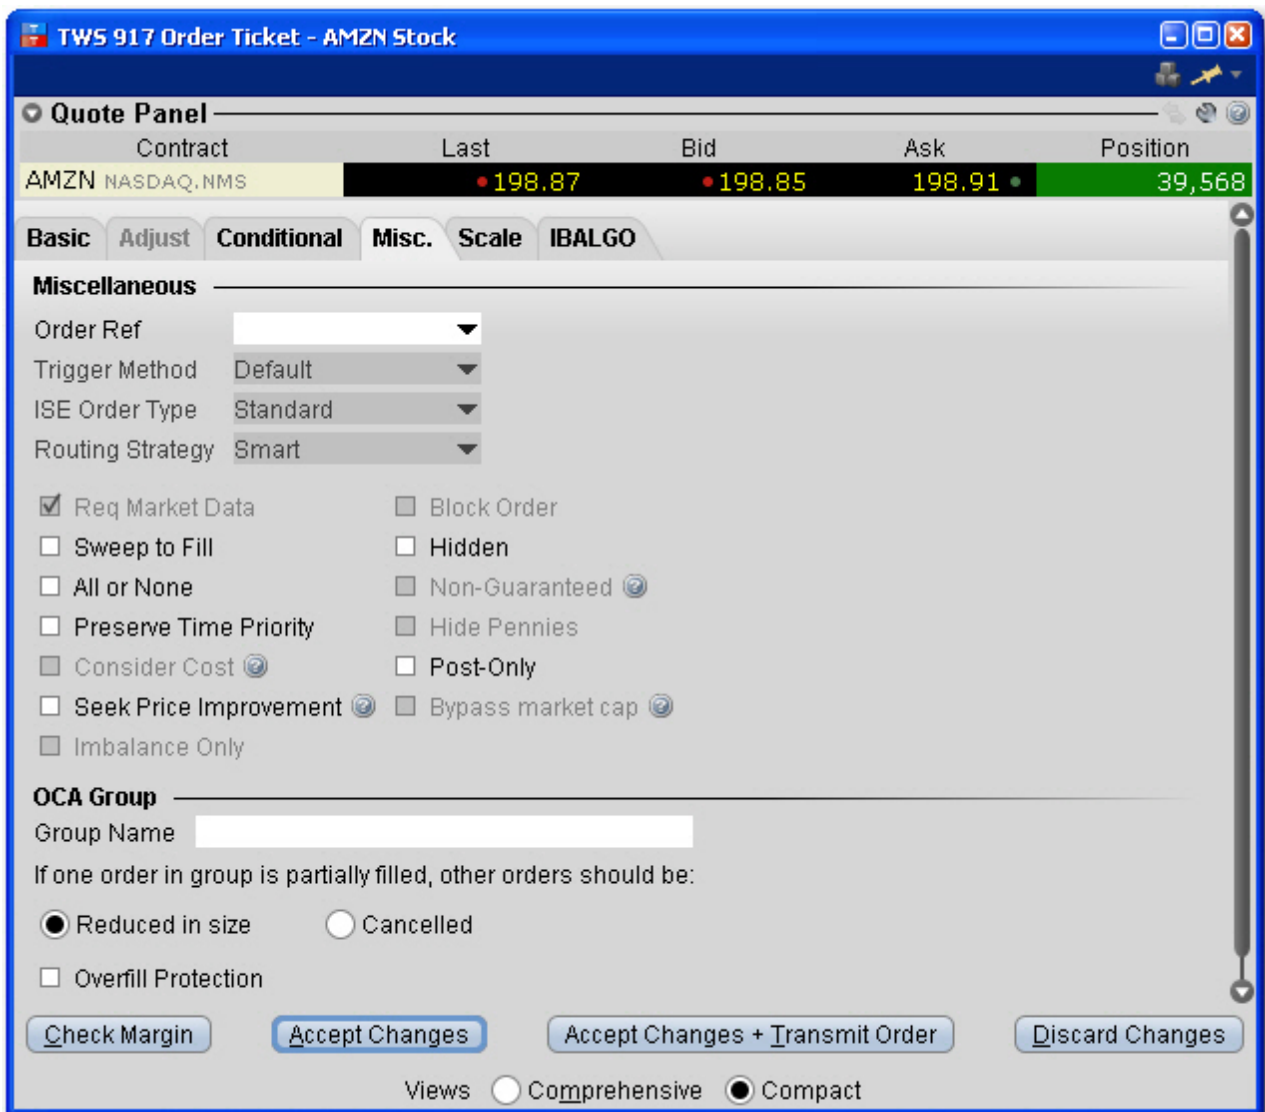 TWS 917 Order Ticket - AMZN Stock
Quote Panel
Contract Last Bid Ask Position
AMZN NASDAQ.NMS 198.87 198.85 198.91 39,568
Basic Adjust Conditional Misc. Scale IBALGO
Miscellaneous
Order Ref
Trigger Method Default
ISE Order Type Standard
Routing Strategy Smart
Req Market Data Block Order
Sweep to Fill Hidden
All or None Non-Guaranteed ?
Preserve Time Priority Hide Pennies
Consider Cost ? Post-Only
Seek Price Improvement ? Bypass market cap ?
Imbalance Only
OCA Group
Group Name
If one order in group is partially filled, other orders should be:
Reduced in size Cancelled
Overfill Protection
Check Margin Accept Changes Accept Changes + Transmit Order Discard Changes
Views Comprehensive Compact